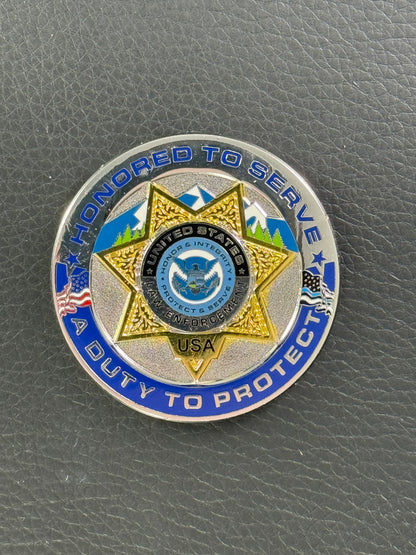 HONORED TO SERVE
UNITED STATES
HONOR & INTEGRITY
PROTECT & SERVE
LAW ENFORCEMENT
USA
A DUTY TO PROTECT